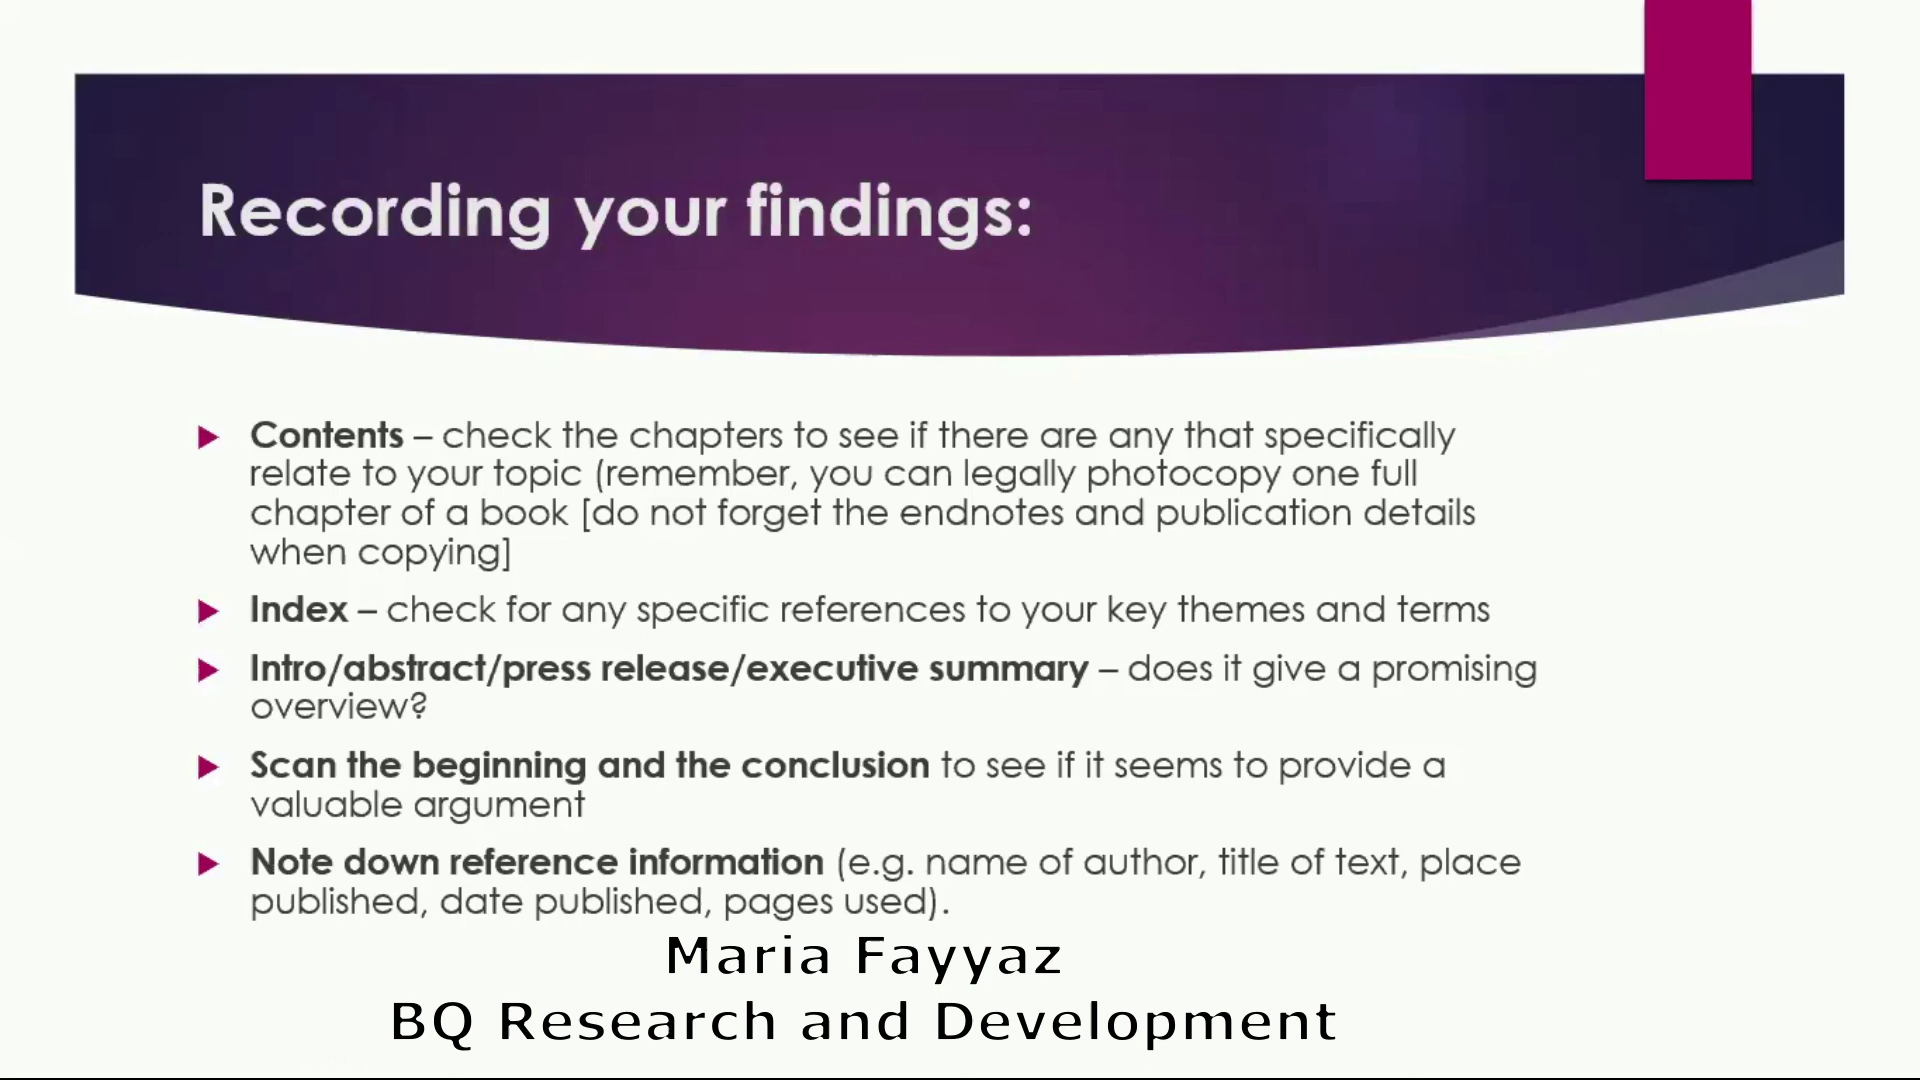 Recording your findings:
Contents – check the chapters to see if there are any that specifically
relate to your topic (remember, you can legally photocopy one full
chapter of a book [do not forget the endnotes and publication details
when copying]
Index – check for any specific references to your key themes and terms
Intro/abstract/press release/executive summary – does it give a promising
overview?
Scan the beginning and the conclusion to see if it seems to provide a
valuable argument
Note down reference information (e.g. name of author, title of text, place
published, date published, pages used).
Maria Fayyaz
BQ Research and Development